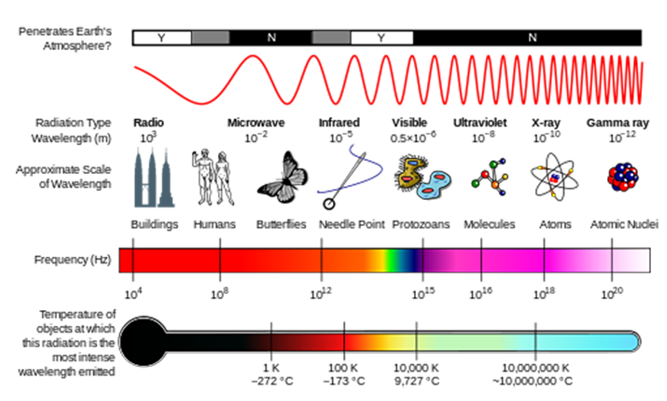 Penetrates Earth's
Atmosphere?
Y N Y N
Radiation Type Radio Microwave Infrared Visible Ultraviolet X-ray Gamma ray
Wavelength (m) 10³ 10⁻² 10⁻⁵ 0.5×10⁻⁶ 10⁻⁸ 10⁻¹⁰ 10⁻¹²
Approximate Scale
of Wavelength
Buildings Humans Butterflies Needle Point Protozoans Molecules Atoms Atomic Nuclei
Frequency (Hz)
10⁴ 10⁸ 10¹² 10¹⁵ 10¹⁶ 10¹⁸ 10²⁰
Temperature of
objects at which
this radiation is the
most intense
wavelength emitted
1 K 100 K 10,000 K 10,000,000 K
−272 °C −173 °C 9,727 °C ~10,000,000 °C